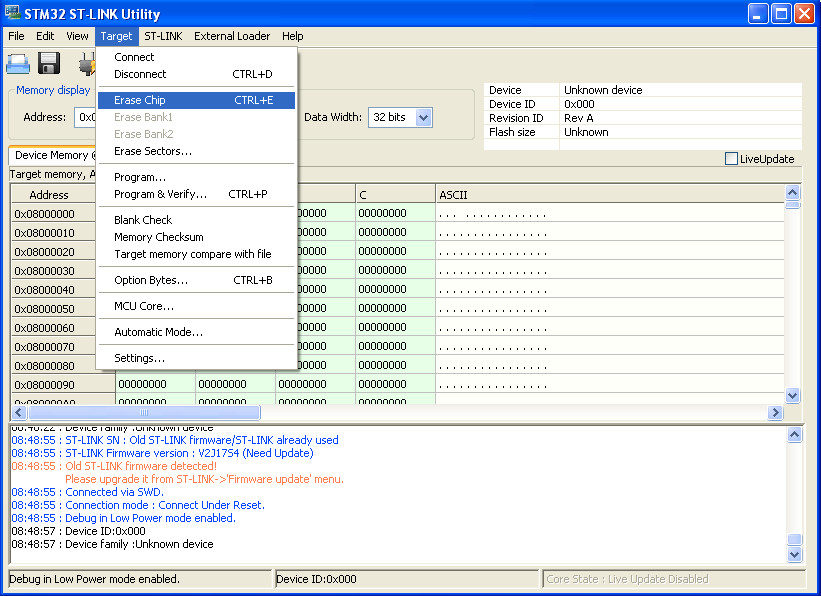 STM32 ST-LINK Utility
File Edit View Target ST-LINK External Loader Help
Connect
Disconnect CTRL+D
Erase Chip CTRL+E
Erase Bank1
Erase Bank2
Erase Sectors...
Program...
Program & Verify... CTRL+P
Blank Check
Memory Checksum
Target memory compare with file
Option Bytes... CTRL+B
MCU Core...
Automatic Mode...
Settings...
Memory display
Address: 0x0 Data Width: 32 bits
Device Unknown device
Device ID 0x000
Revision ID Rev A
Flash size Unknown
LiveUpdate
Device Memory
Target memory, A
Address C ASCII
0x08000000 00000 00000000 ... .............
0x08000010 00000 00000000 ................
0x08000020 00000 00000000 ................
0x08000030 00000 00000000 ................
0x08000040 00000 00000000 ................
0x08000050 00000 00000000 ................
0x08000060 00000 00000000 ................
0x08000070 00000 00000000 ................
0x08000080 00000 00000000 ................
0x08000090 00000000 00000000 00000000 00000000 ................
0x080000A0 00000000 00000000 00000000 00000000
08:48:22 : Device family :Unknown device
08:48:55 : ST-LINK SN : Old ST-LINK firmware/ST-LINK already used
08:48:55 : ST-LINK Firmware version : V2J17S4 (Need Update)
08:48:55 : Old ST-LINK firmware detected!
Please upgrade it from ST-LINK->'Firmware update' menu.
08:48:55 : Connected via SWD.
08:48:55 : Connection mode : Connect Under Reset.
08:48:55 : Debug in Low Power mode enabled.
08:48:57 : Device ID:0x000
08:48:57 : Device family :Unknown device
Debug in Low Power mode enabled. Device ID:0x000 Core State : Live Update Disabled